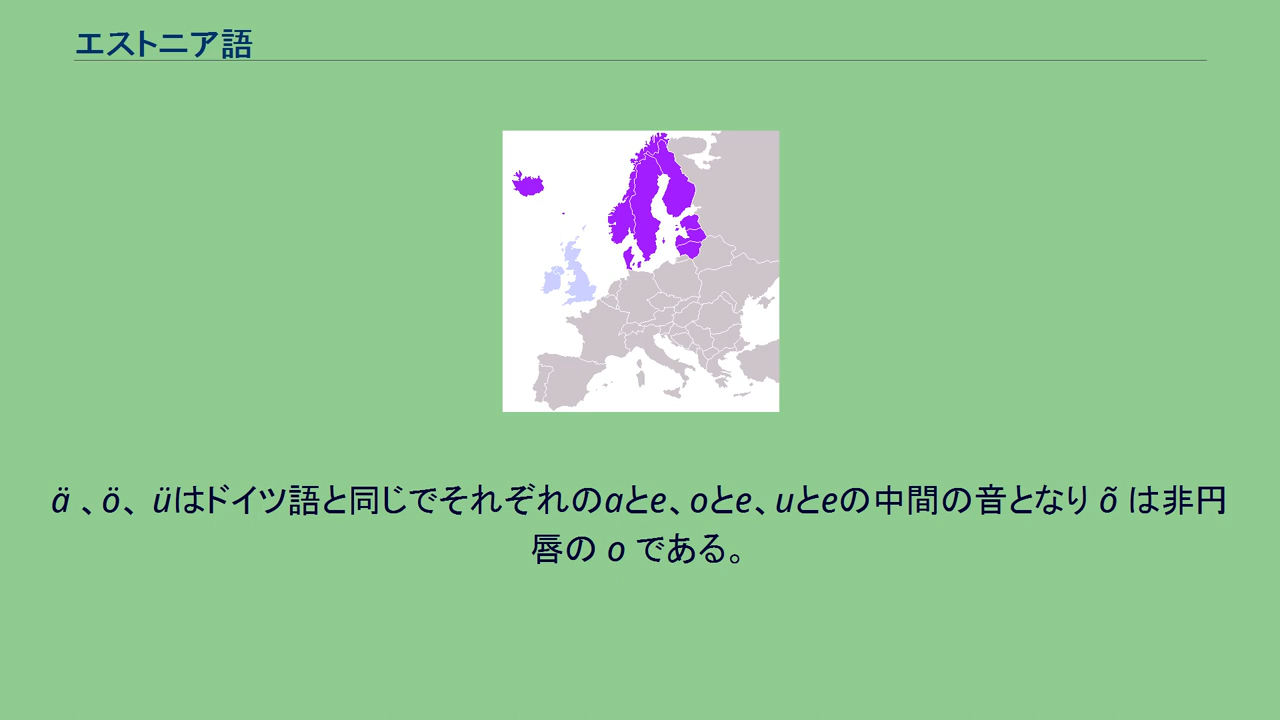 エストニア語
ä 、ö、üはドイツ語と同じでそれぞれのaとe、oとe、uとeの中間の音となり õ は非円
唇の o である。